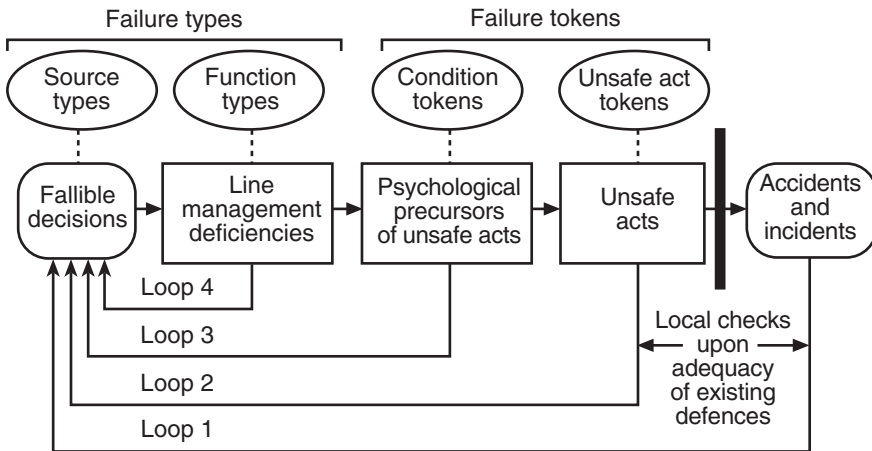 Failure types
Failure tokens
Source
types
Function
types
Condition
tokens
Unsafe act
tokens
Fallible
decisions
Line
management
deficiencies
Psychological
precursors
of unsafe acts
Unsafe
acts
Accidents
and
incidents
Loop 4
Loop 3
Loop 2
Loop 1
Local checks
upon
adequacy
of existing
defences